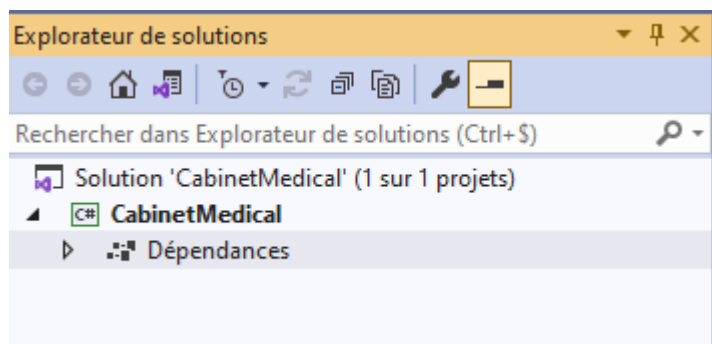 Explorateur de solutions
Rechercher dans Explorateur de solutions (Ctrl+$)
Solution 'CabinetMedical' (1 sur 1 projets)
C# CabinetMedical
Dépendances